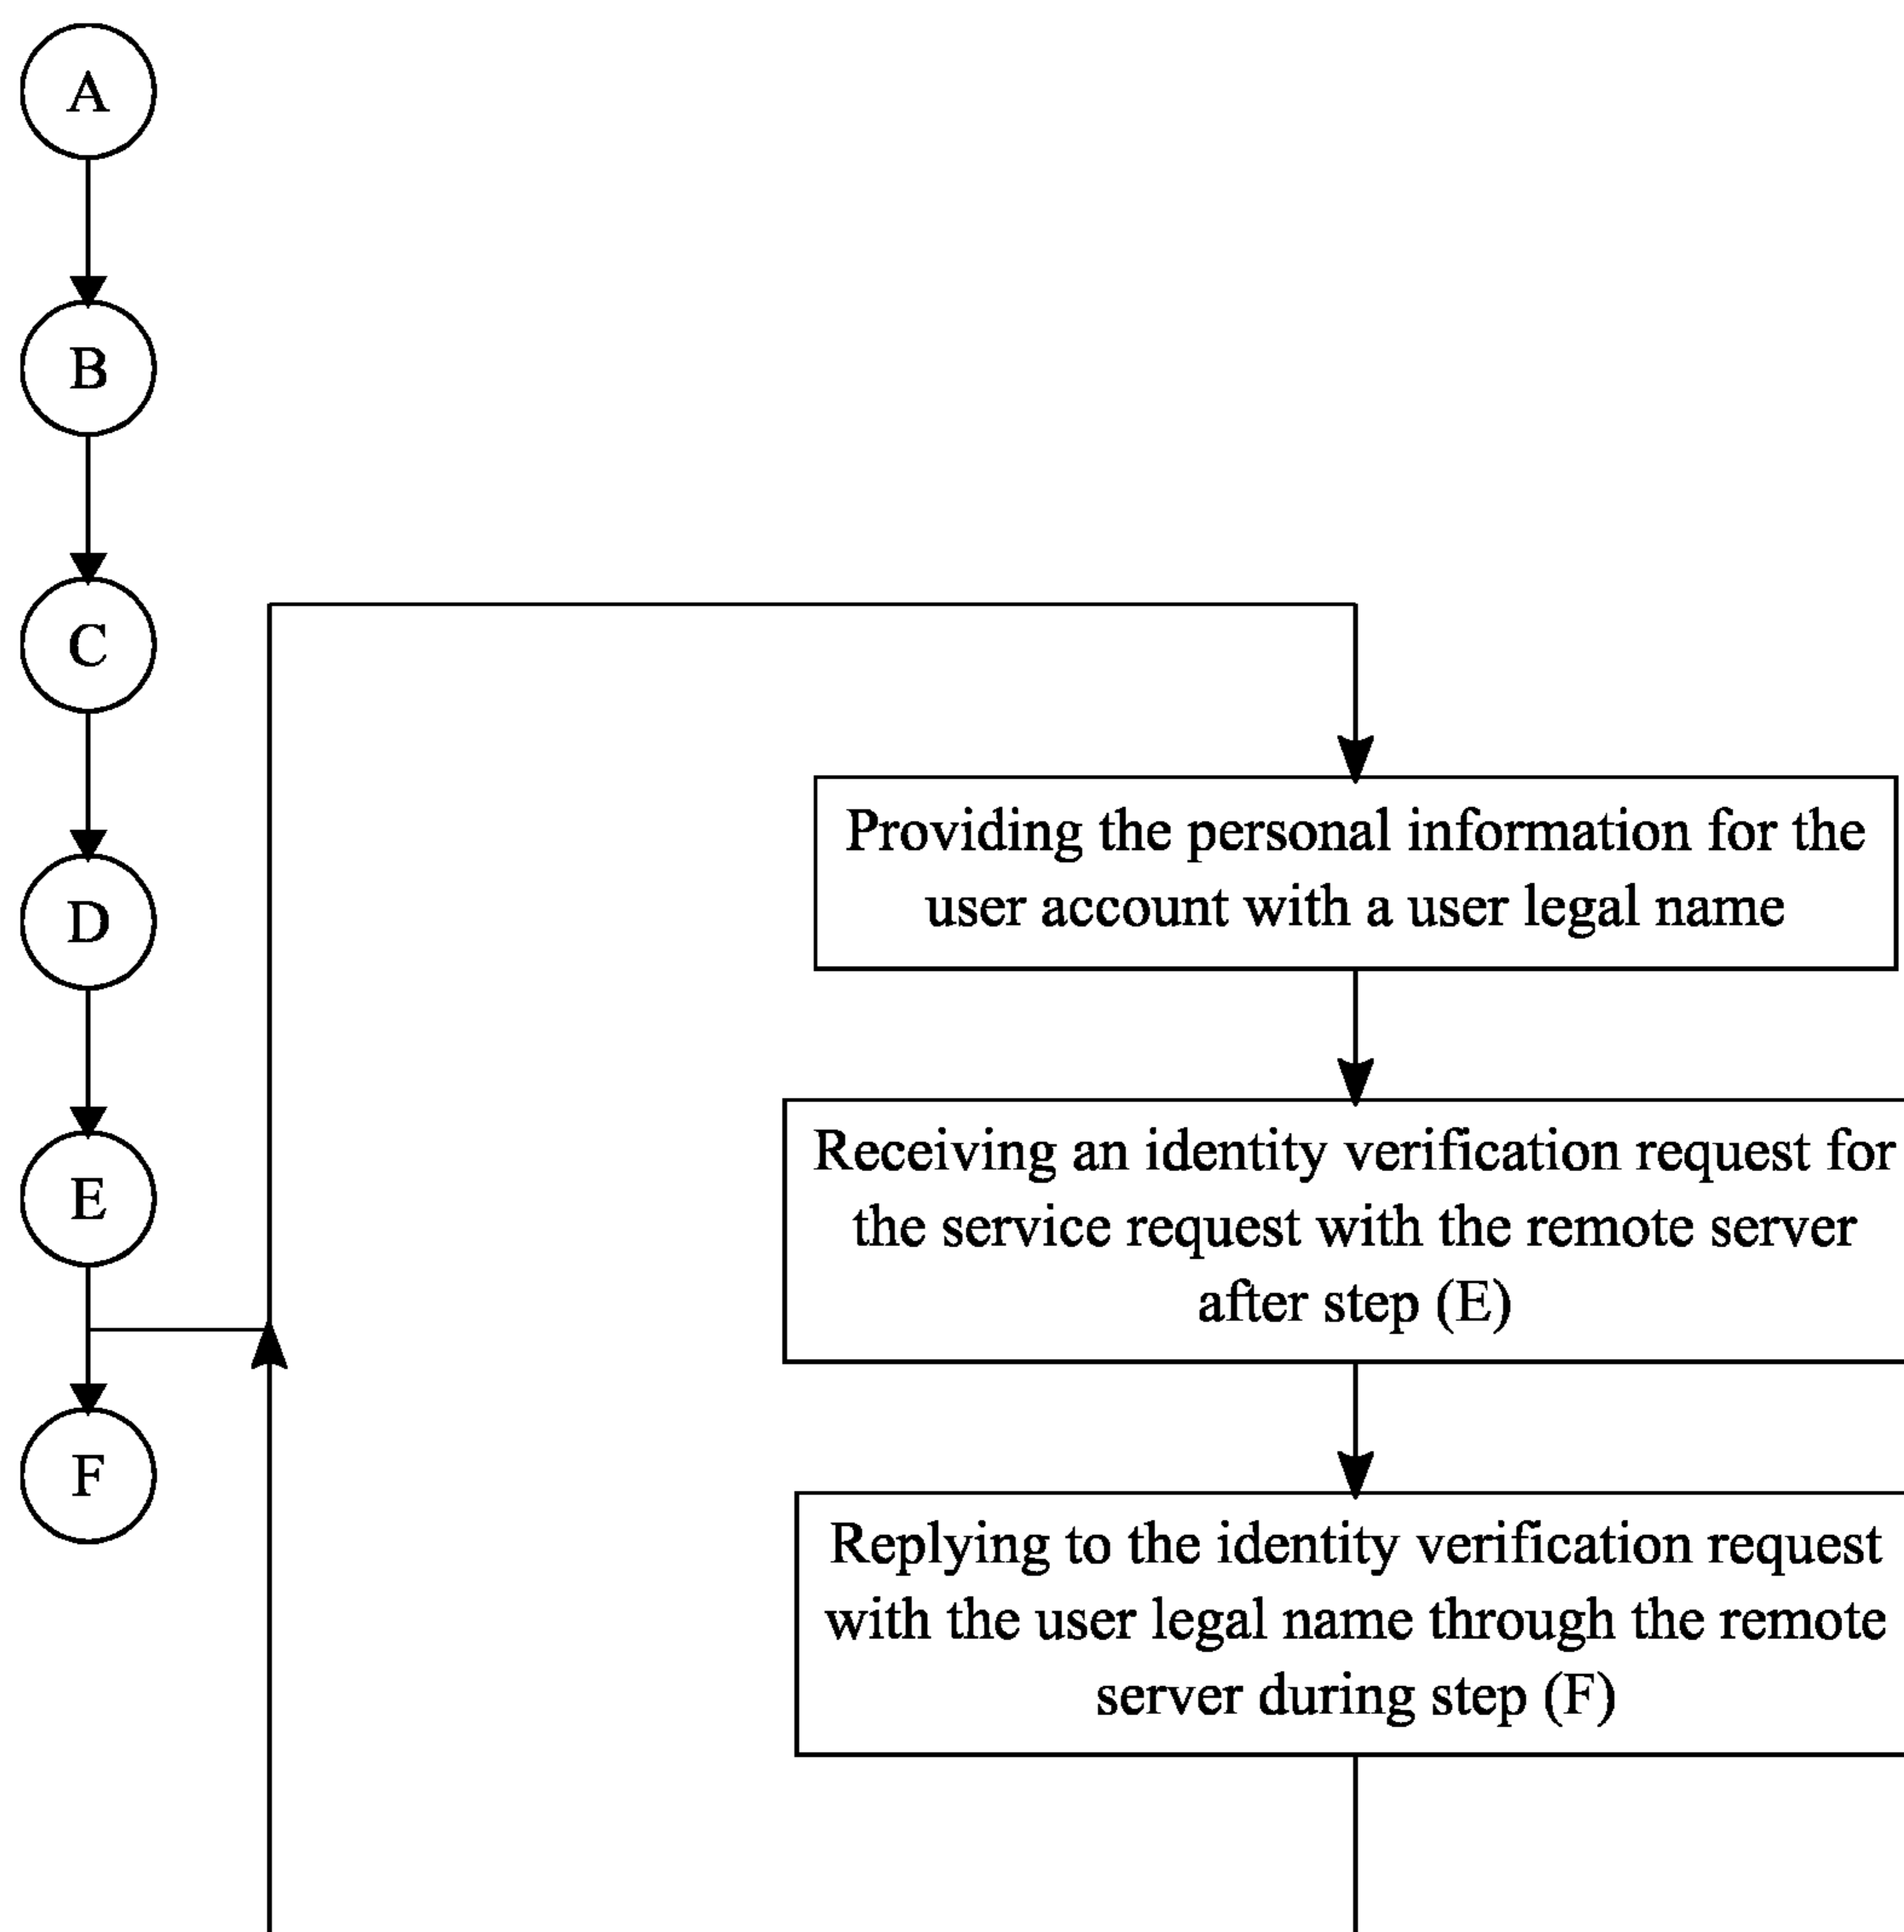 A
B
C
D
E
F
Providing the personal information for the
user account with a user legal name
Receiving an identity verification request for
the service request with the remote server
after step (E)
Replying to the identity verification request
with the user legal name through the remote
server during step (F)